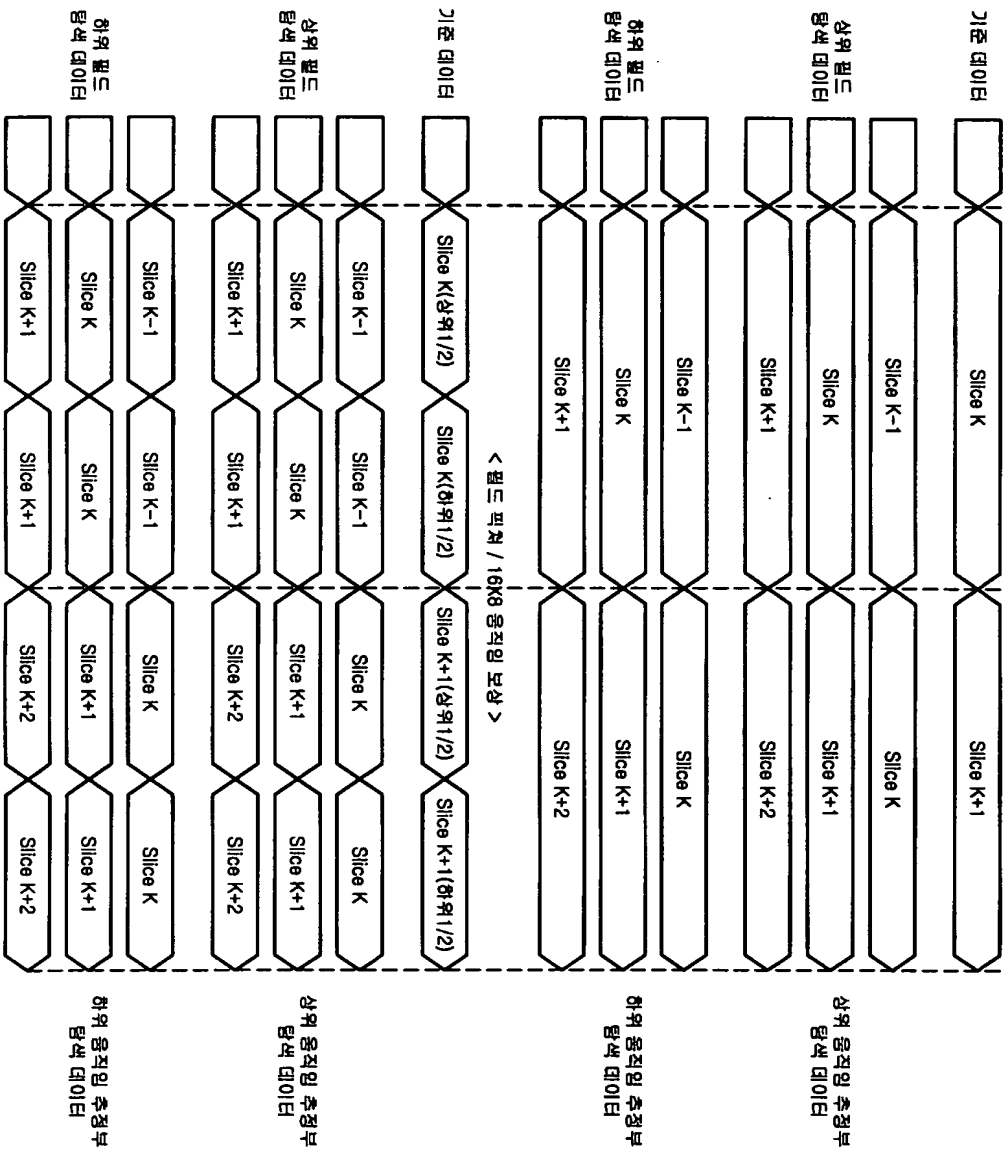 기준 데이터
Slice K
Slice K+1
Slice K-1
Slice K
상위 필드
탐색 데이터
Slice K
Slice K+1
상위 움직임 추정부
탐색 데이터
Slice K+1
Slice K+2
Slice K-1
Slice K
하위 필드
탐색 데이터
Slice K
Slice K+1
하위 움직임 추정부
탐색 데이터
Slice K+1
Slice K+2
< 필드 픽쳐 / 16X8 움직임 보상 >
기준 데이터
Slice K(상위1/2)
Slice K(하위1/2)
Slice K+1(상위1/2)
Slice K+1(하위1/2)
Slice K-1
Slice K-1
Slice K
Slice K
상위 필드
탐색 데이터
Slice K
Slice K
Slice K+1
Slice K+1
상위 움직임 추정부
탐색 데이터
Slice K+1
Slice K+1
Slice K+2
Slice K+2
Slice K-1
Slice K-1
Slice K
Slice K
하위 필드
탐색 데이터
Slice K
Slice K
Slice K+1
Slice K+1
하위 움직임 추정부
탐색 데이터
Slice K+1
Slice K+1
Slice K+2
Slice K+2